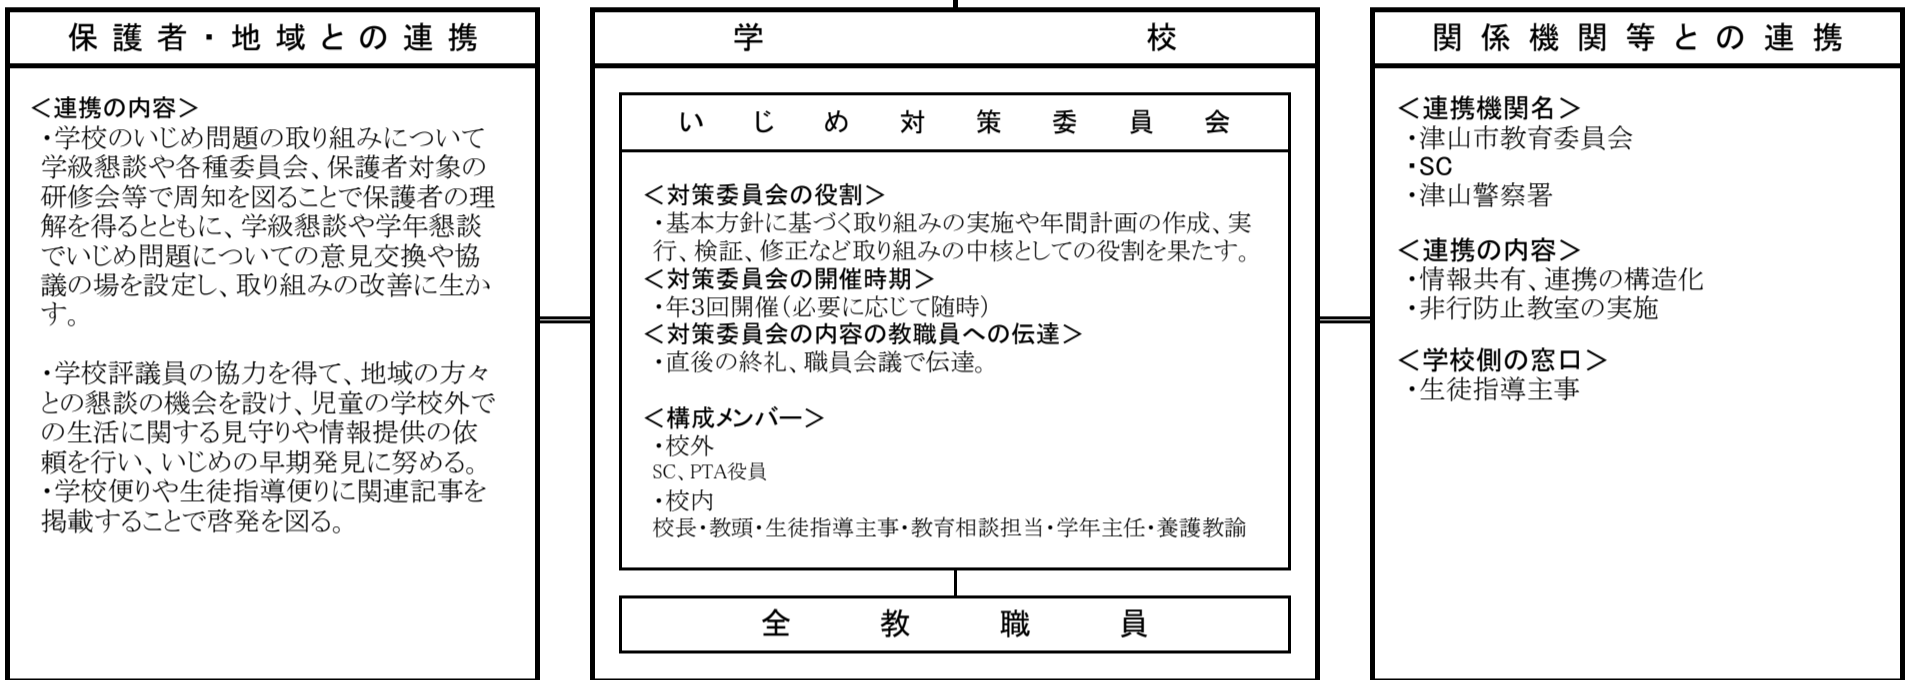 保護者・地域との連携
＜連携の内容＞
・学校のいじめ問題の取り組みについて
学級懇談や各種委員会、保護者対象の
研修会等で周知を図ることで保護者の理
解を得るとともに、学級懇談や学年懇談
でいじめ問題についての意見交換や協
議の場を設定し、取り組みの改善に生か
す。
・学校評議員の協力を得て、地域の方々
との懇談の機会を設け、児童の学校外で
の生活に関する見守りや情報提供の依
頼を行い、いじめの早期発見に努める。
・学校便りや生徒指導便りに関連記事を
掲載することで啓発を図る。
学校
いじめ対策委員会
＜対策委員会の役割＞
・基本方針に基づく取り組みの実施や年間計画の作成、実
行、検証、修正など取り組みの中核としての役割を果たす。
＜対策委員会の開催時期＞
・年３回開催（必要に応じて随時）
＜対策委員会の内容の教職員への伝達＞
・直後の終礼、職員会議で伝達。
＜構成メンバー＞
・校外
SC、PTA役員
・校内
校長・教頭・生徒指導主事・教育相談担当・学年主任・養護教諭
全教職員
関係機関等との連携
＜連携機関名＞
・津山市教育委員会
・SC
・津山警察署
＜連携の内容＞
・情報共有、連携の構造化
・非行防止教室の実施
＜学校側の窓口＞
・生徒指導主事